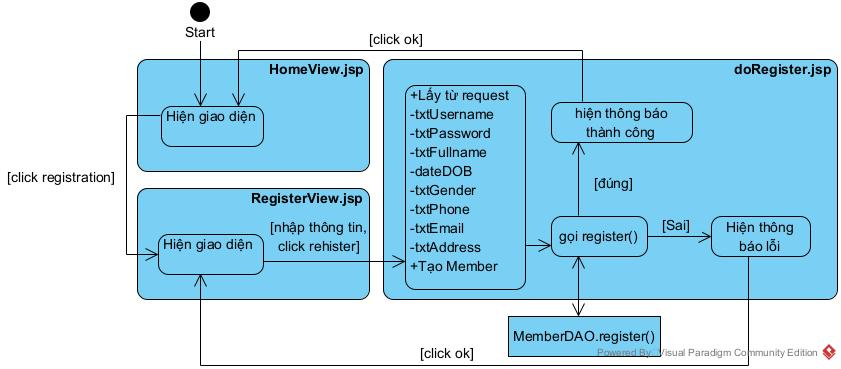 Start
[click ok]
HomeView.jsp
Hiện giao diện
[click registration]
RegisterView.jsp
Hiện giao diện
[nhập thông tin,
click rehister]
doRegister.jsp
+Lấy từ request
-txtUsername
-txtPassword
-txtFullname
-dateDOB
-txtGender
-txtPhone
-txtEmail
-txtAddress
+Tạo Member
hiện thông báo
thành công
[đúng]
gọi register()
[Sai]
Hiện thông
báo lỗi
MemberDAO.register()
[click ok]
Powered By: Visual Paradigm Community Edition